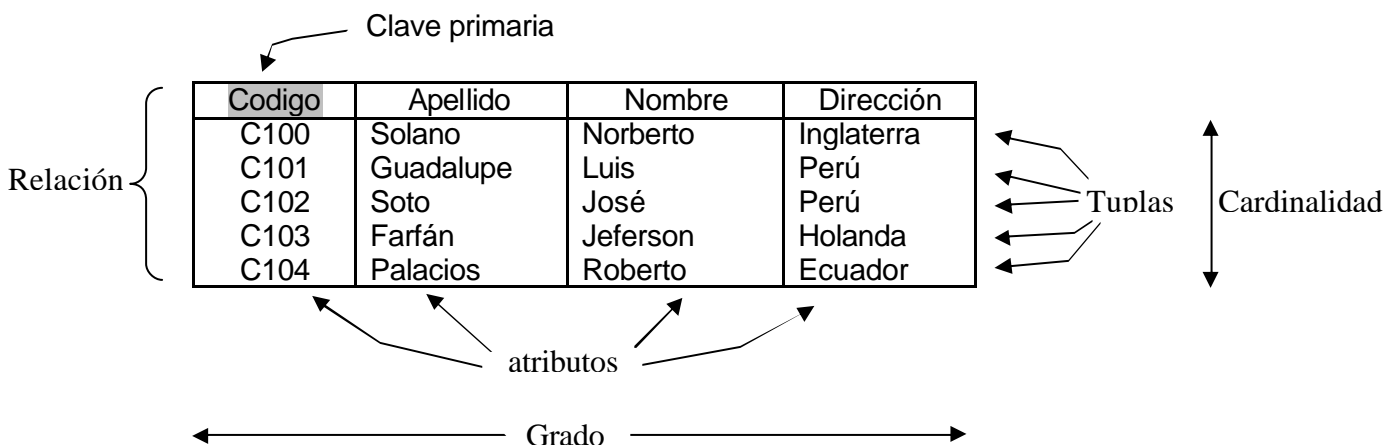 Clave primaria
Codigo Apellido Nombre Dirección
C100 Solano Norberto Inglaterra
C101 Guadalupe Luis Perú
C102 Soto José Perú
C103 Farfán Jeferson Holanda
C104 Palacios Roberto Ecuador
Relación
Tuplas
Cardinalidad
atributos
Grado